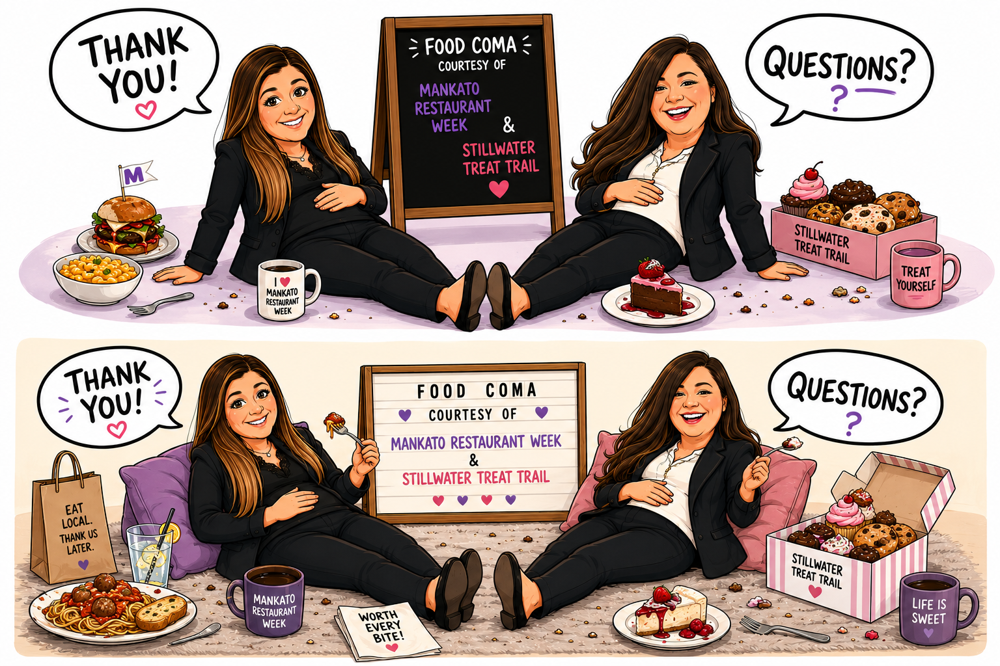 THANK
YOU!
FOOD COMA
COURTESY OF
MANKATO
RESTAURANT
WEEK
&
STILLWATER
TREAT TRAIL
QUESTIONS?
?
M
I ♥
MANKATO
RESTAURANT
WEEK
STILLWATER
TREAT TRAIL
TREAT
YOURSELF
THANK
YOU!
FOOD COMA
COURTESY OF
MANKATO RESTAURANT WEEK
&
STILLWATER TREAT TRAIL
QUESTIONS?
?
EAT
LOCAL.
THANK US
LATER.
MANKATO
RESTAURANT
WEEK
WORTH
EVERY
BITE!
STILLWATER
TREAT TRAIL
LIFE IS
SWEET